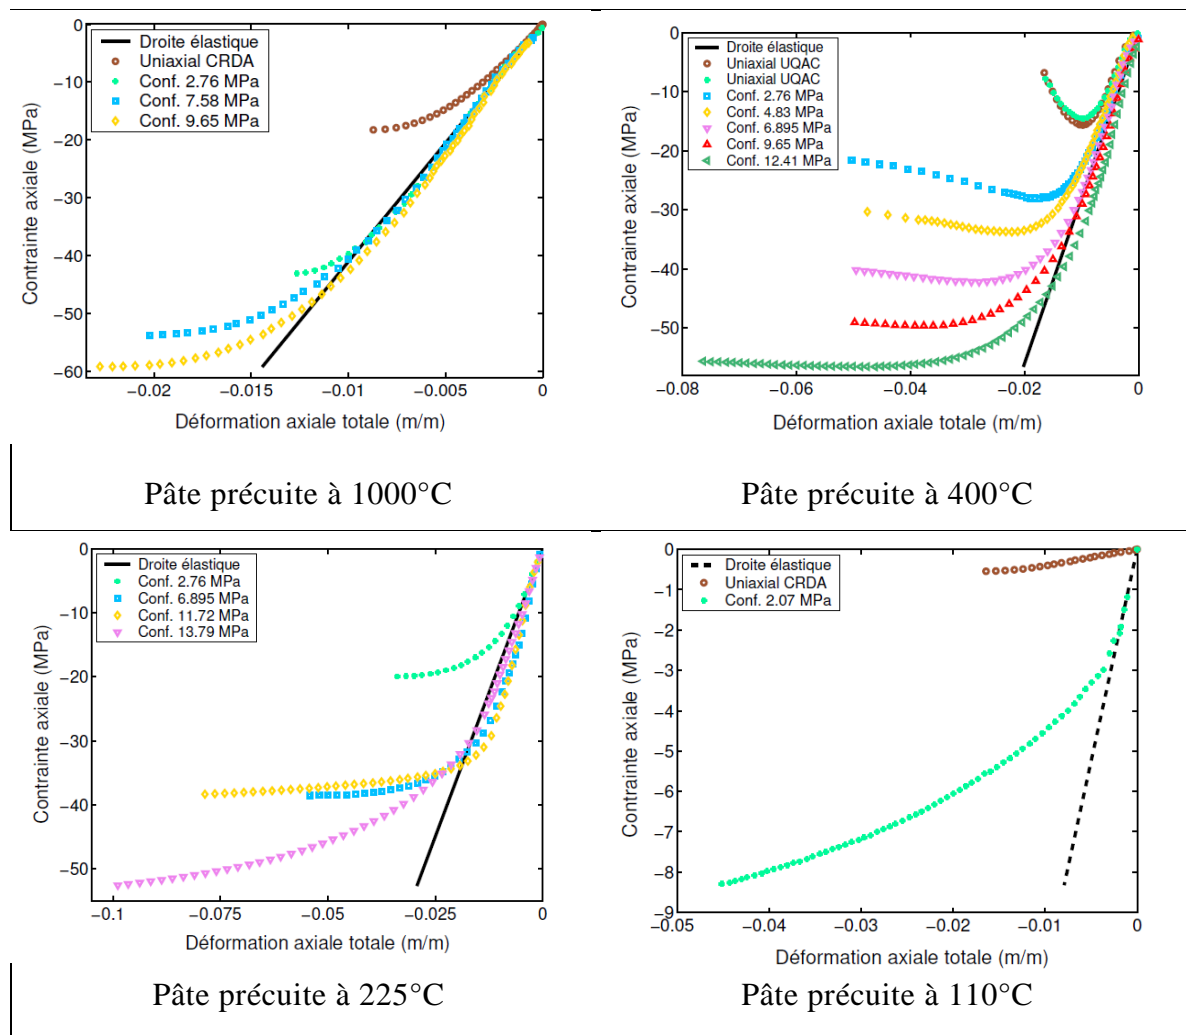 Droite élastique
Uniaxial CRDA
Conf. 2.76 MPa
Conf. 7.58 MPa
Conf. 9.65 MPa
0
−10
−20
−30
−40
−50
−60
Contrainte axiale (MPa)
−0.02 −0.015 −0.01 −0.005 0
Déformation axiale totale (m/m)
Pâte précuite à 1000°C
Droite élastique
Uniaxial UQAC
Uniaxial UQAC
Conf. 2.76 MPa
Conf. 4.83 MPa
Conf. 6.895 MPa
Conf. 9.65 MPa
Conf. 12.41 MPa
0
−10
−20
−30
−40
−50
Contrainte axiale (MPa)
−0.08 −0.06 −0.04 −0.02 0
Déformation axiale totale (m/m)
Pâte précuite à 400°C
Droite élastique
Conf. 2.76 MPa
Conf. 6.895 MPa
Conf. 11.72 MPa
Conf. 13.79 MPa
0
−10
−20
−30
−40
−50
Contrainte axiale (MPa)
−0.1 −0.075 −0.05 −0.025 0
Déformation axiale totale (m/m)
Pâte précuite à 225°C
Droite élastique
Uniaxial CRDA
Conf. 2.07 MPa
0
−1
−2
−3
−4
−5
−6
−7
−8
−9
Contrainte axiale (MPa)
−0.05 −0.04 −0.03 −0.02 −0.01 0
Déformation axiale totale (m/m)
Pâte précuite à 110°C